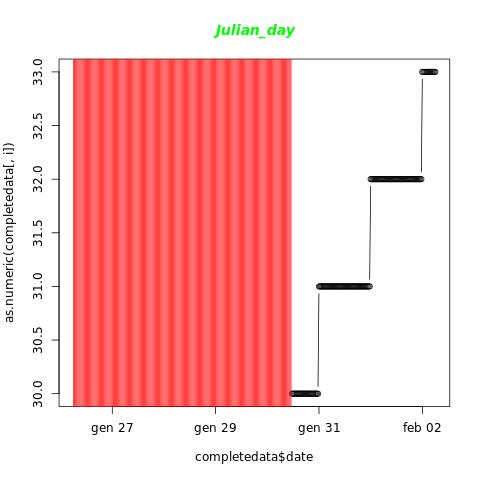 Julian_day
as.numeric(completedata[, i])
33.0
32.5
32.0
31.5
31.0
30.5
30.0
gen 27
gen 29
gen 31
feb 02
completedata$date